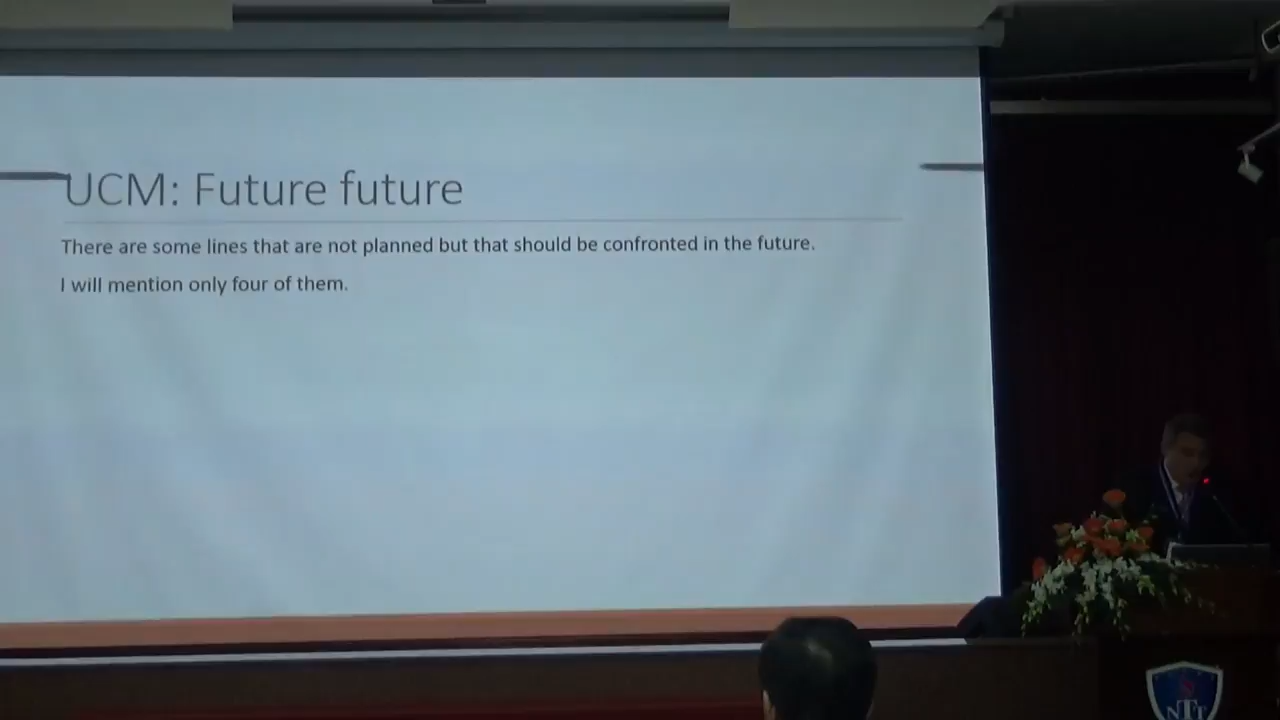 UCM: Future future
There are some lines that are not planned but that should be confronted in the future.
I will mention only four of them.
NTT